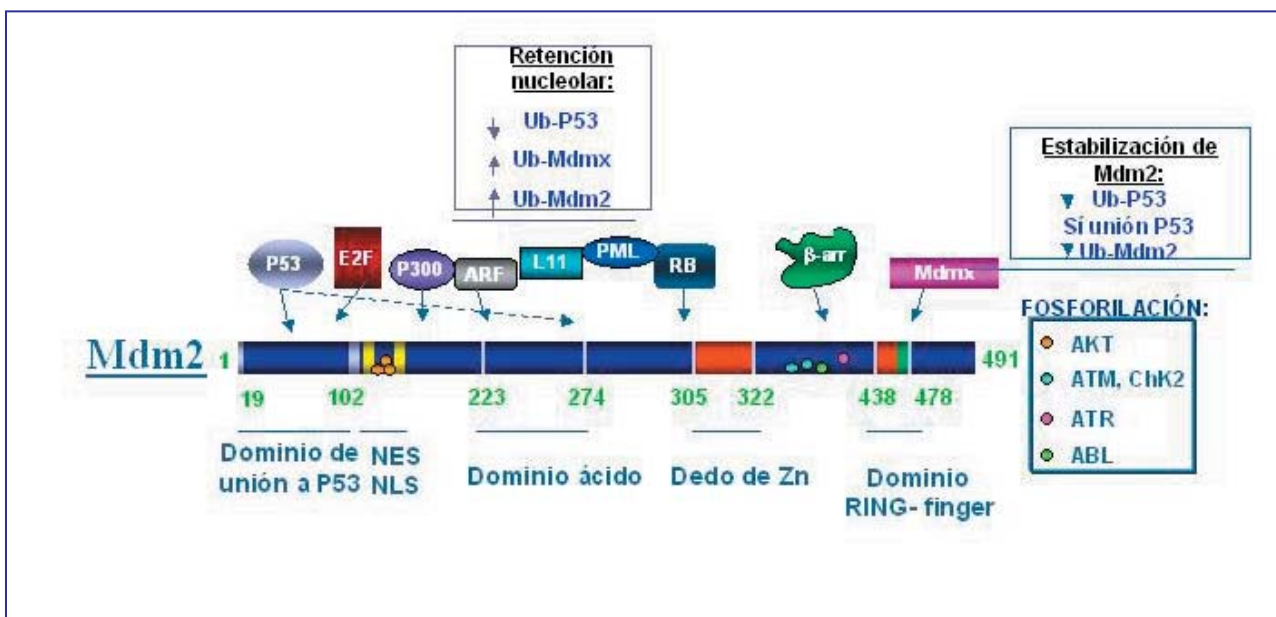 Retención
nucleolar:
Ub-P53
Ub-Mdmx
Ub-Mdm2
Estabilización de
Mdm2:
Ub-P53
Sí unión P53
Ub-Mdm2
P53
E2F
P300
ARF
L11
PML
RB
β-arr
Mdmx
Mdm2
1
491
19
102
223
274
305
322
438
478
Dominio de
unión a P53
NES
NLS
Dominio ácido
Dedo de Zn
Dominio
RING- finger
FOSFORILACIÓN:
AKT
ATM, ChK2
ATR
ABL